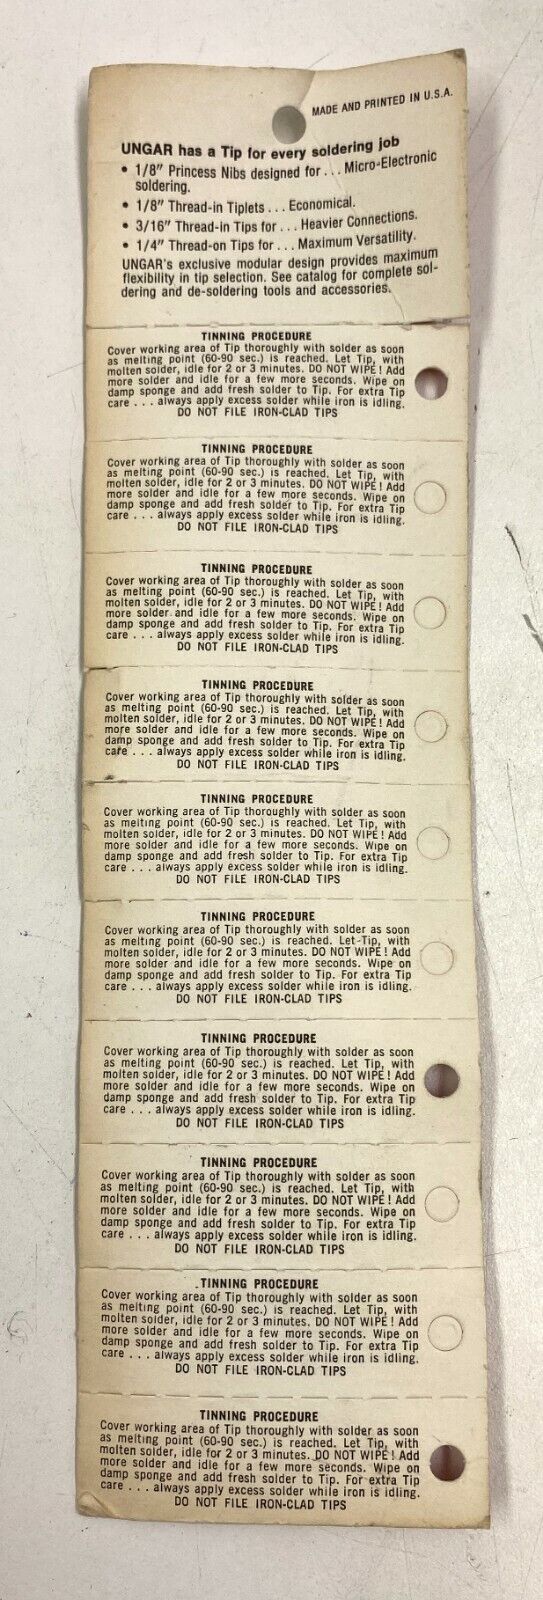 MADE AND PRINTED IN U.S.A.
UNGAR has a Tip for every soldering job
• 1/8" Princess Nibs designed for . . . Micro-Electronic
soldering.
• 1/8" Thread-in Tiplets . . . Economical.
• 3/16" Thread-in Tips for . . . Heavier Connections.
• 1/4" Thread-on Tips for . . . Maximum Versatility.
UNGAR's exclusive modular design provides maximum
flexibility in tip selection. See catalog for complete sol-
dering and de-soldering tools and accessories.
TINNING PROCEDURE
Cover working area of Tip thoroughly with solder as soon
as melting point (60-90 sec.) is reached. Let Tip, with
molten solder, idle for 2 or 3 minutes. DO NOT WIPE! Add
more solder and idle for a few more seconds. Wipe on
damp sponge and add fresh solder to Tip. For extra Tip
care . . . always apply excess solder while iron is idling.
DO NOT FILE IRON-CLAD TIPS
TINNING PROCEDURE
Cover working area of Tip thoroughly with solder as soon
as melting point (60-90 sec.) is reached. Let Tip, with
molten solder, idle for 2 or 3 minutes. DO NOT WIPE! Add
more solder and idle for a few more seconds. Wipe on
damp sponge and add fresh solder to Tip. For extra Tip
care . . . always apply excess solder while iron is idling.
DO NOT FILE IRON-CLAD TIPS
TINNING PROCEDURE
Cover working area of Tip thoroughly with solder as soon
as melting point (60-90 sec.) is reached. Let Tip, with
molten solder, idle for 2 or 3 minutes. DO NOT WIPE! Add
more solder and idle for a few more seconds. Wipe on
damp sponge and add fresh solder to Tip. For extra Tip
care . . . always apply excess solder while iron is idling.
DO NOT FILE IRON-CLAD TIPS
TINNING PROCEDURE
Cover working area of Tip thoroughly with solder as soon
as melting point (60-90 sec.) is reached. Let Tip, with
molten solder, idle for 2 or 3 minutes. DO NOT WIPE! Add
more solder and idle for a few more seconds. Wipe on
damp sponge and add fresh solder to Tip. For extra Tip
care . . . always apply excess solder while iron is idling.
DO NOT FILE IRON-CLAD TIPS
TINNING PROCEDURE
Cover working area of Tip thoroughly with solder as soon
as melting point (60-90 sec.) is reached. Let Tip, with
molten solder, idle for 2 or 3 minutes. DO NOT WIPE! Add
more solder and idle for a few more seconds. Wipe on
damp sponge and add fresh solder to Tip. For extra Tip
care . . . always apply excess solder while iron is idling.
DO NOT FILE IRON-CLAD TIPS
TINNING PROCEDURE
Cover working area of Tip thoroughly with solder as soon
as melting point (60-90 sec.) is reached. Let Tip, with
molten solder, idle for 2 or 3 minutes. DO NOT WIPE! Add
more solder and idle for a few more seconds. Wipe on
damp sponge and add fresh solder to Tip. For extra Tip
care . . . always apply excess solder while iron is idling.
DO NOT FILE IRON-CLAD TIPS
TINNING PROCEDURE
Cover working area of Tip thoroughly with solder as soon
as melting point (60-90 sec.) is reached. Let Tip, with
molten solder, idle for 2 or 3 minutes. DO NOT WIPE! Add
more solder and idle for a few more seconds. Wipe on
damp sponge and add fresh solder to Tip. For extra Tip
care . . . always apply excess solder while iron is idling.
DO NOT FILE IRON-CLAD TIPS
TINNING PROCEDURE
Cover working area of Tip thoroughly with solder as soon
as melting point (60-90 sec.) is reached. Let Tip, with
molten solder, idle for 2 or 3 minutes. DO NOT WIPE! Add
more solder and idle for a few more seconds. Wipe on
damp sponge and add fresh solder to Tip. For extra Tip
care . . . always apply excess solder while iron is idling.
DO NOT FILE IRON-CLAD TIPS
TINNING PROCEDURE
Cover working area of Tip thoroughly with solder as soon
as melting point (60-90 sec.) is reached. Let Tip, with
molten solder, idle for 2 or 3 minutes. DO NOT WIPE! Add
more solder and idle for a few more seconds. Wipe on
damp sponge and add fresh solder to Tip. For extra Tip
care . . . always apply excess solder while iron is idling.
DO NOT FILE IRON-CLAD TIPS
TINNING PROCEDURE
Cover working area of Tip thoroughly with solder as soon
as melting point (60-90 sec.) is reached. Let Tip, with
molten solder, idle for 2 or 3 minutes. DO NOT WIPE! Add
more solder and idle for a few more seconds. Wipe on
damp sponge and add fresh solder to Tip. For extra Tip
care . . . always apply excess solder while iron is idling.
DO NOT FILE IRON-CLAD TIPS